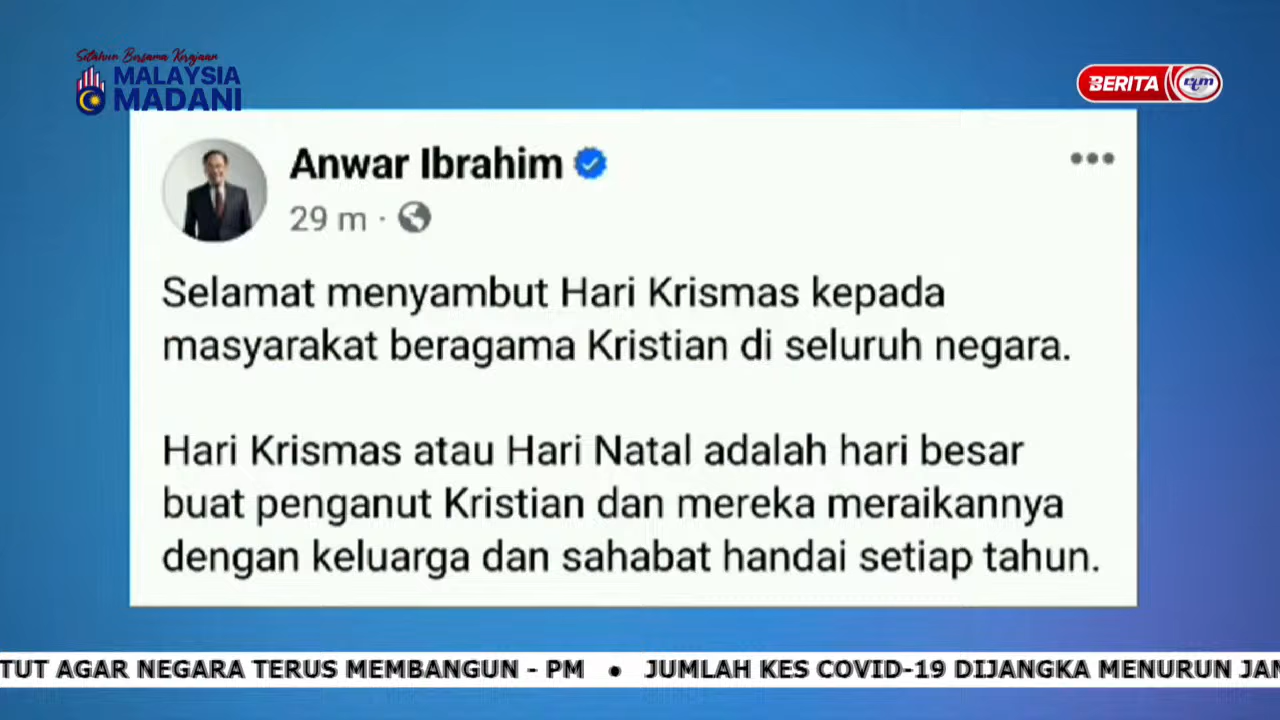 Setahun Bersama Kerajaan
MALAYSIA
MADANI
BERITA rtm
Anwar Ibrahim
29 m ·
Selamat menyambut Hari Krismas kepada
masyarakat beragama Kristian di seluruh negara.
Hari Krismas atau Hari Natal adalah hari besar
buat penganut Kristian dan mereka meraikannya
dengan keluarga dan sahabat handai setiap tahun.
TUT AGAR NEGARA TERUS MEMBANGUN - PM • JUMLAH KES COVID-19 DIJANGKA MENURUN JAN